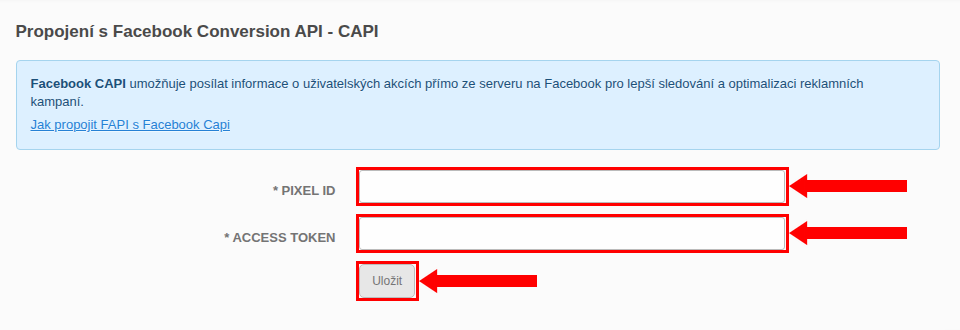 Propojení s Facebook Conversion API - CAPI
Facebook CAPI umožňuje posílat informace o uživatelských akcích přímo ze serveru na Facebook pro lepší sledování a optimalizaci reklamních
kampaní.
Jak propojit FAPI s Facebook Capi
* PIXEL ID
* ACCESS TOKEN
Uložit